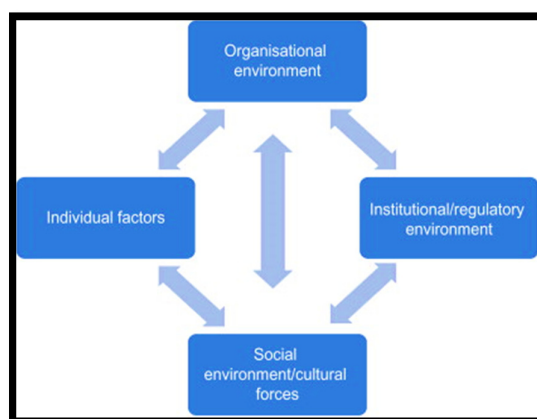 Organisational
environment
Individual factors
Institutional/regulatory
environment
Social
environment/cultural
forces